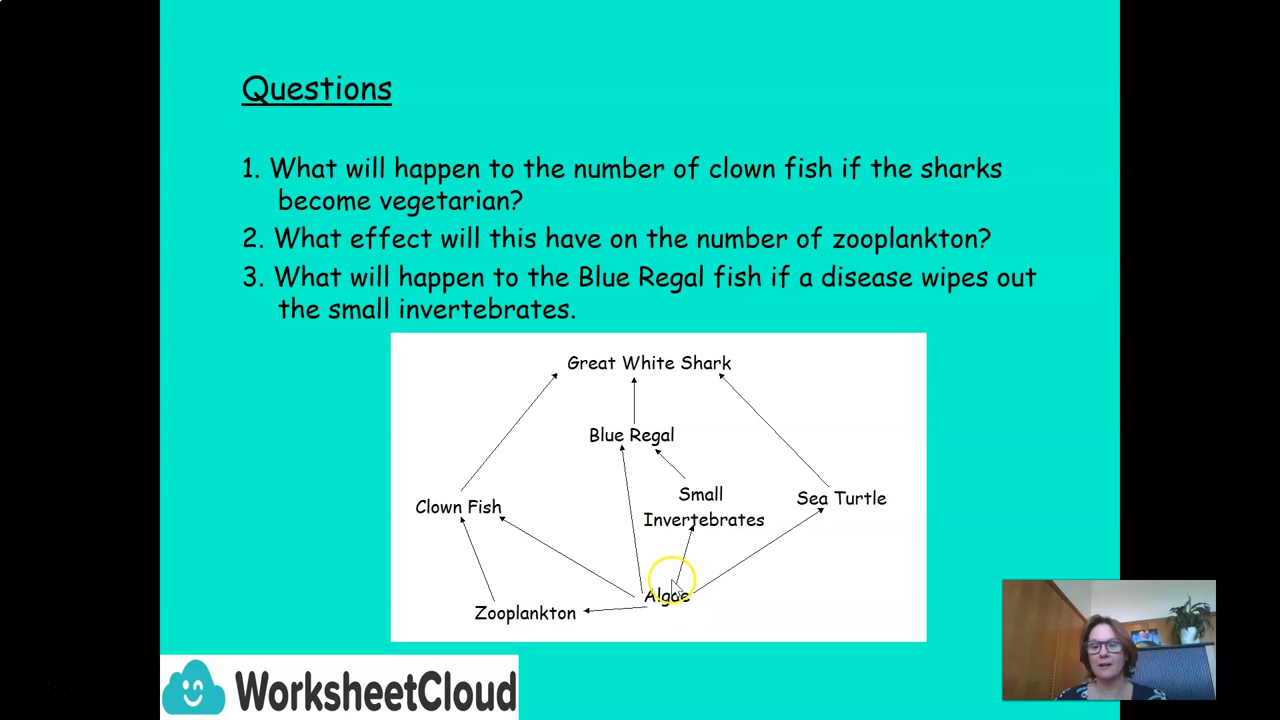 Questions
1. What will happen to the number of clown fish if the sharks
become vegetarian?
2. What effect will this have on the number of zooplankton?
3. What will happen to the Blue Regal fish if a disease wipes out
the small invertebrates.
Great White Shark
Blue Regal
Small
Invertebrates
Sea Turtle
Clown Fish
Algae
Zooplankton
WorksheetCloud